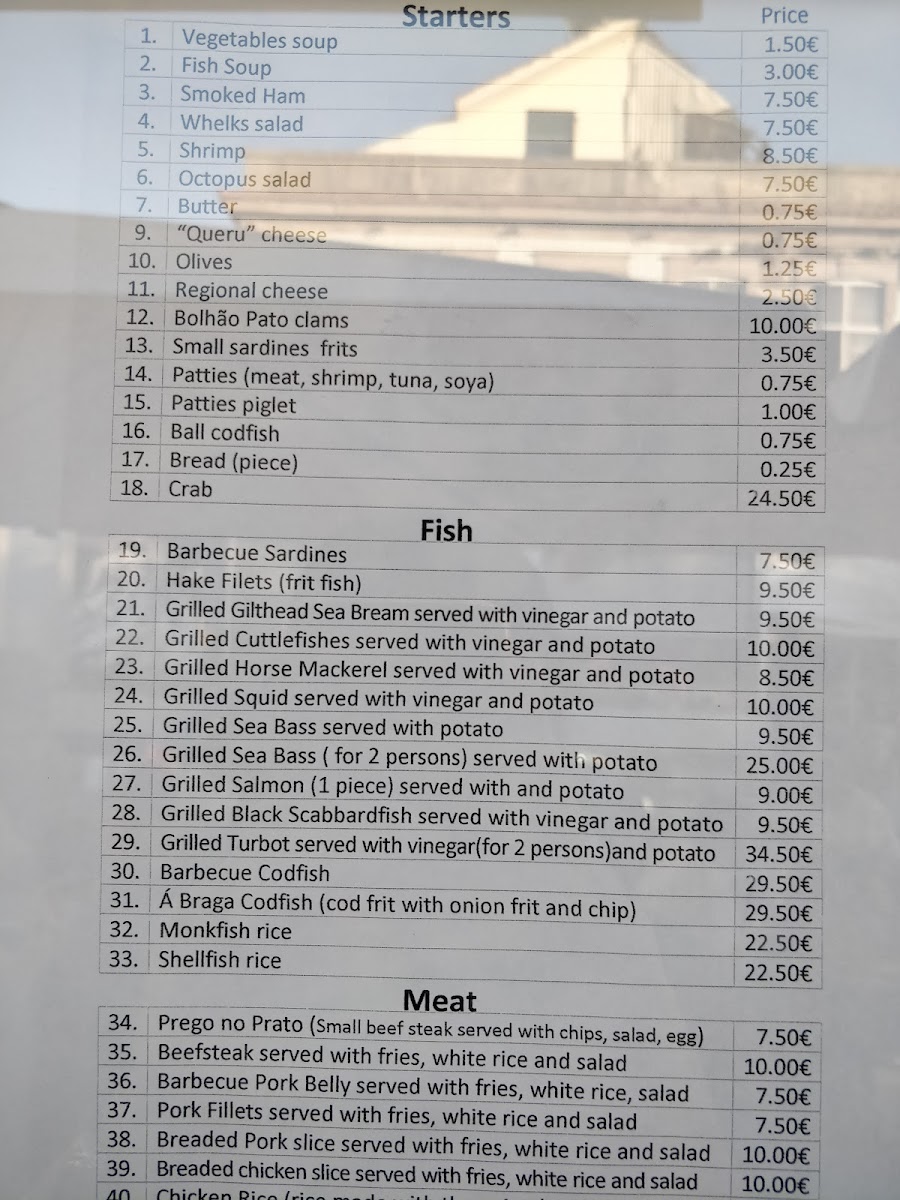 Starters Price
1. Vegetables soup 1.50€
2. Fish Soup 3.00€
3. Smoked Ham 7.50€
4. Whelks salad 7.50€
5. Shrimp 8.50€
6. Octopus salad 7.50€
7. Butter 0.75€
9. “Queru” cheese 0.75€
10. Olives 1.25€
11. Regional cheese 2.50€
12. Bolhão Pato clams 10.00€
13. Small sardines frits 3.50€
14. Patties (meat, shrimp, tuna, soya) 0.75€
15. Patties piglet 1.00€
16. Ball codfish 0.75€
17. Bread (piece) 0.25€
18. Crab 24.50€
Fish
19. Barbecue Sardines 7.50€
20. Hake Filets (frit fish) 9.50€
21. Grilled Gilthead Sea Bream served with vinegar and potato 9.50€
22. Grilled Cuttlefishes served with vinegar and potato 10.00€
23. Grilled Horse Mackerel served with vinegar and potato 8.50€
24. Grilled Squid served with vinegar and potato 10.00€
25. Grilled Sea Bass served with potato 9.50€
26. Grilled Sea Bass ( for 2 persons) served with potato 25.00€
27. Grilled Salmon (1 piece) served with and potato 9.00€
28. Grilled Black Scabbardfish served with vinegar and potato 9.50€
29. Grilled Turbot served with vinegar(for 2 persons)and potato 34.50€
30. Barbecue Codfish 29.50€
31. Á Braga Codfish (cod frit with onion frit and chip) 29.50€
32. Monkfish rice 22.50€
33. Shellfish rice 22.50€
Meat
34. Prego no Prato (Small beef steak served with chips, salad, egg) 7.50€
35. Beefsteak served with fries, white rice and salad 10.00€
36. Barbecue Pork Belly served with fries, white rice, salad 7.50€
37. Pork Fillets served with fries, white rice and salad 7.50€
38. Breaded Pork slice served with fries, white rice and salad 10.00€
39. Breaded chicken slice served with fries, white rice and salad 10.00€
40. Chicken Rice (rice made with the